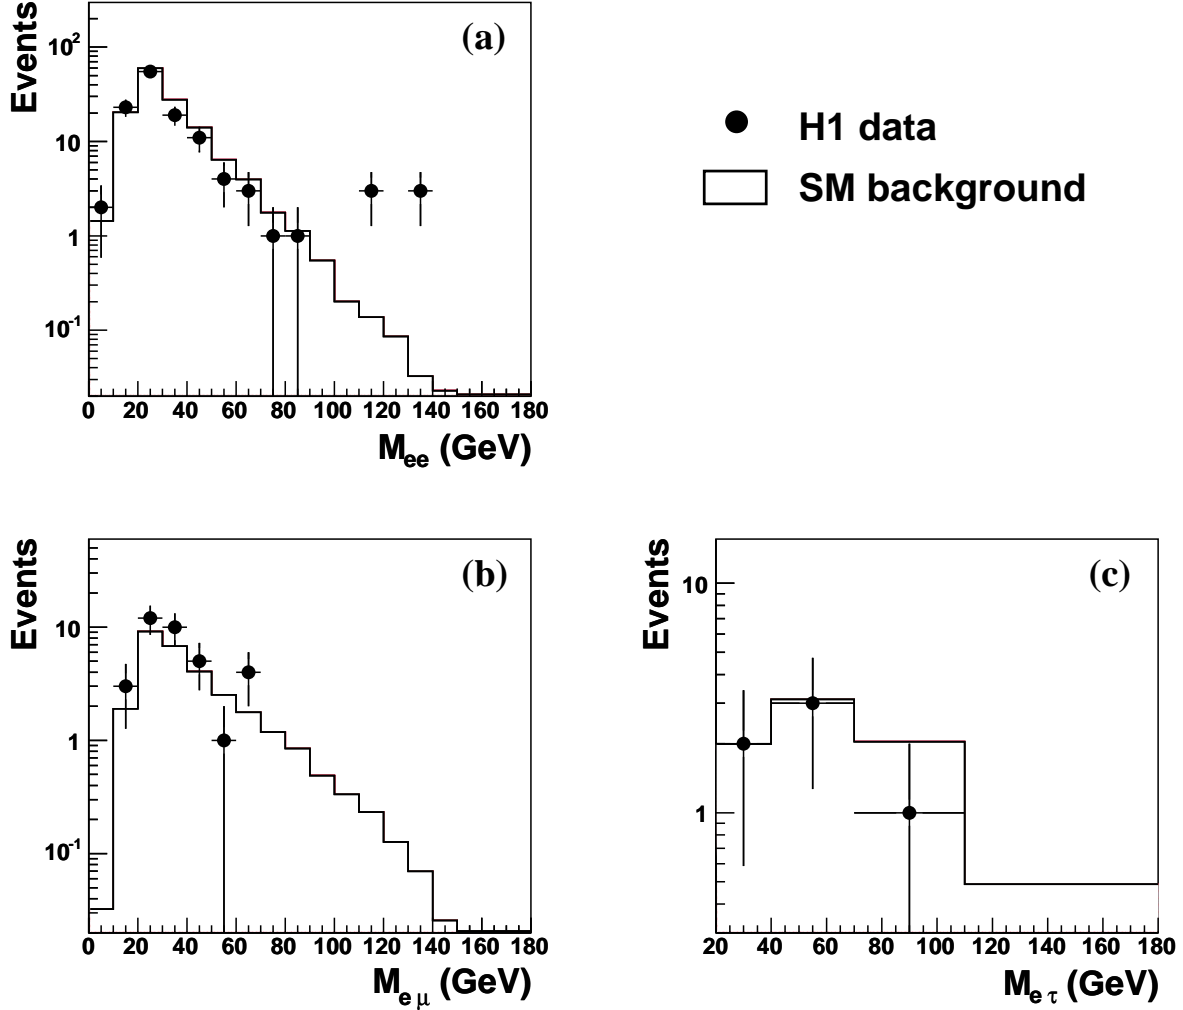 Events
(a)
10²
10
1
10⁻¹
0 20 40 60 80 100 120 140 160 180
M_ee (GeV)
H1 data
SM background
Events
(b)
10
1
10⁻¹
0 20 40 60 80 100 120 140 160 180
M_eμ (GeV)
Events
(c)
10
1
20 40 60 80 100 120 140 160 180
M_eτ (GeV)